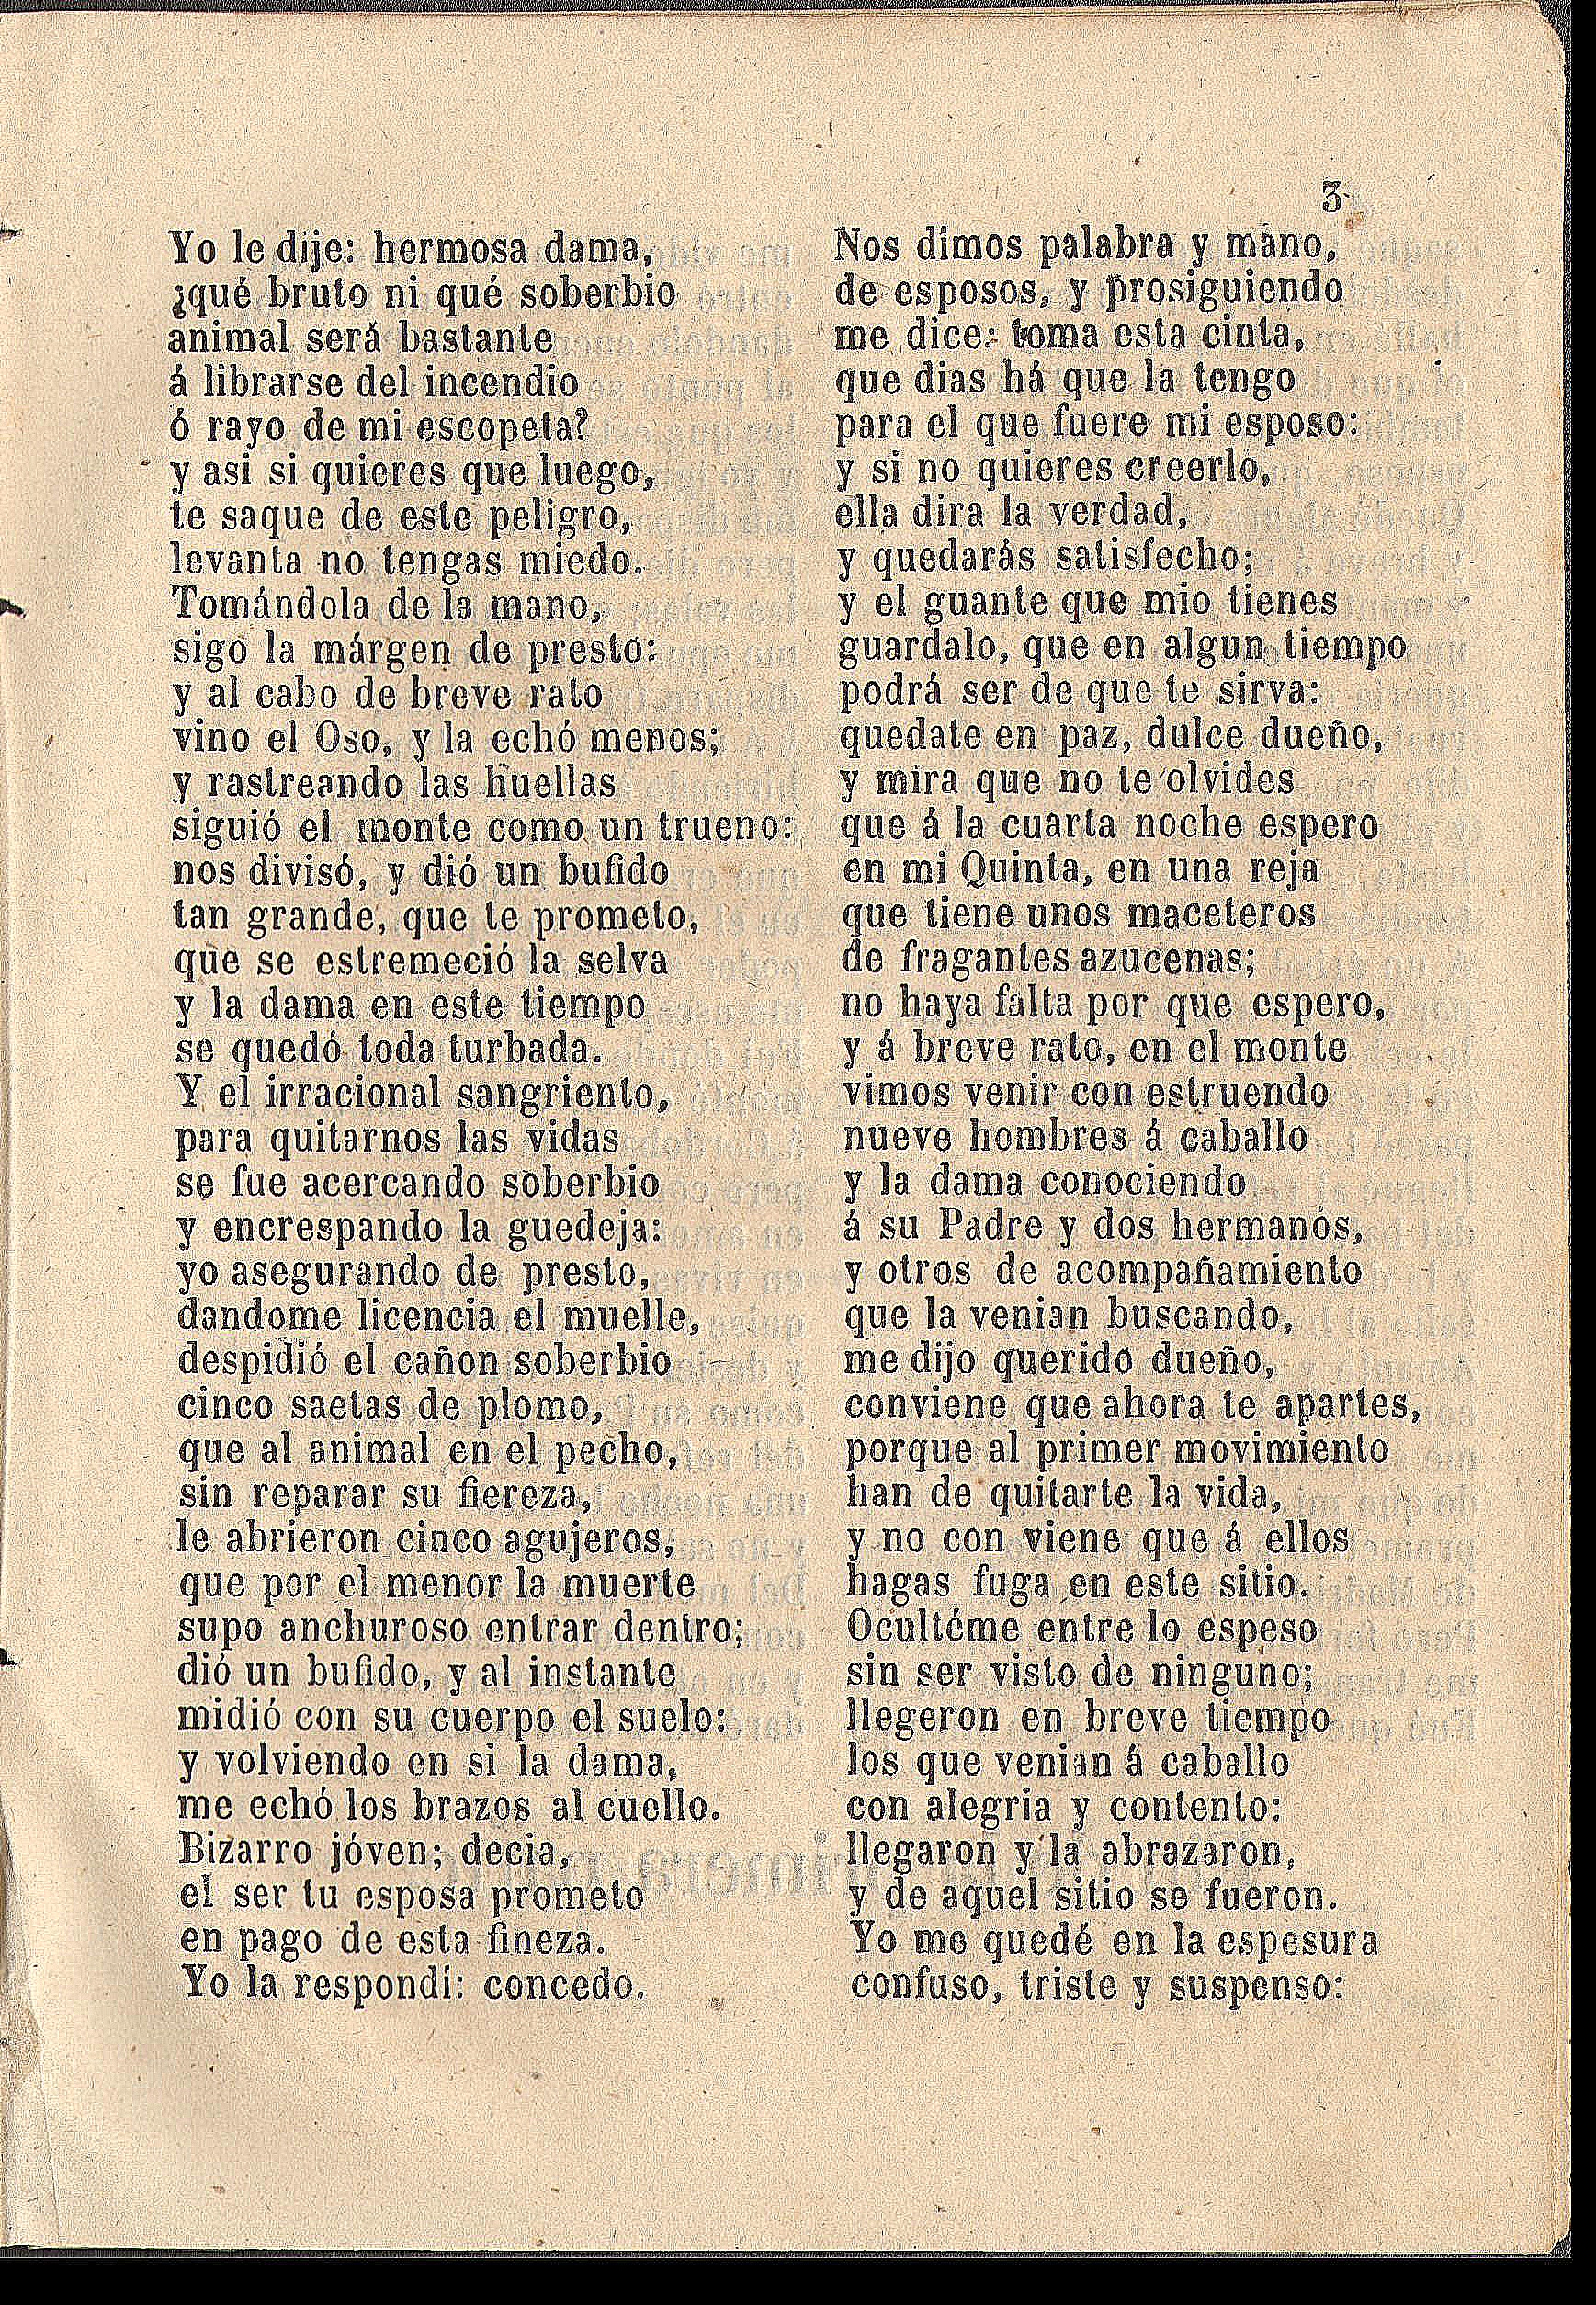 3
Yo le dije: hermosa dama,
¿qué bruto ni qué soberbio
animal será bastante
á librarse del incendio
ó rayo de mi escopeta?
y asi si quieres que luego,
te saque de este peligro,
levanta no tengas miedo.
Tomándola de la mano,
sigo la márgen de presto:
y al cabo de breve rato
vino el Oso, y la echó menos;
y rastreando las huellas
siguió el monte como un trueno:
nos divisó, y dió un bufido
tan grande, que te prometo,
que se estremeció la selva
y la dama en este tiempo
se quedó toda turbada.
Y el irracional sangriento,
para quitarnos las vidas
se fue acercando soberbio
y encrespando la guedeja:
yo asegurando de presto,
dandome licencia el muelle,
despidió el cañon soberbio
cinco saetas de plomo,
que al animal en el pecho,
sin reparar su fiereza,
le abrieron cinco agujeros,
que por el menor la muerte
supo anchuroso entrar dentro;
dió un bufido, y al instante
midió con su cuerpo el suelo:
y volviendo en si la dama,
me echó los brazos al cuello.
Bizarro jóven; decia,
el ser tu esposa prometo
en pago de esta fineza.
Yo la respondí: concedo.
Nos dímos palabra y mano,
de esposos, y prosiguiendo
me dice: toma esta cinta,
que dias há que la tengo
para el que fuere mi esposo:
y si no quieres creerlo,
ella dira la verdad,
y quedarás satisfecho;
y el guante que mio tienes
guardalo, que en algun tiempo
podrá ser de que te sirva:
quedate en paz, dulce dueño,
y mira que no te olvides
que á la cuarta noche espero
en mi Quinta, en una reja
que tiene unos maceteros
de fragantes azucenas;
no haya falta por que espero,
y á breve rato, en el monte
vimos venir con estruendo
nueve hombres á caballo
y la dama conociendo
á su Padre y dos hermanos,
y otros de acompañamiento
que la venian buscando,
me dijo querido dueño,
conviene que ahora te apartes,
porque al primer movimiento
han de quitarte la vida,
y no con viene que á ellos
hagas fuga en este sitio.
Ocultéme entre lo espeso
sin ser visto de ninguno;
llegeron en breve tiempo
los que venian á caballo
con alegria y contento:
llegaron y la abrazaron,
y de aquel sitio se fueron.
Yo me quedé en la espesura
confuso, triste y suspenso: